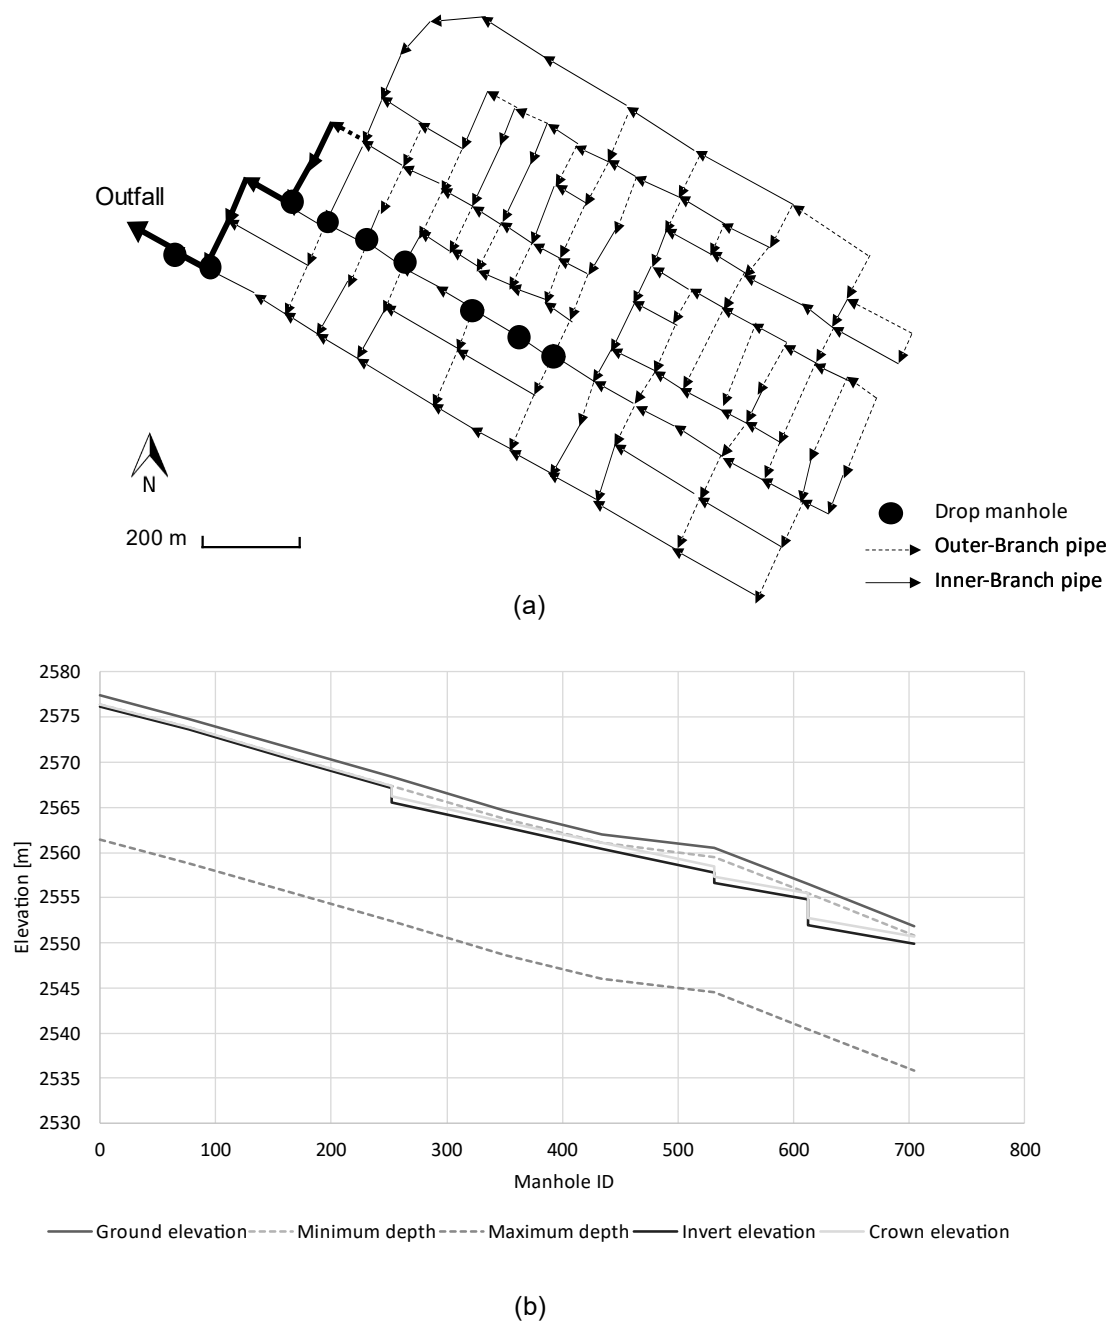 Outfall
N
200 m
Drop manhole
Outer-Branch pipe
Inner-Branch pipe
(a)
2580
2575
2570
2565
2560
2555
2550
2545
2540
2535
2530
Elevation [m]
0 100 200 300 400 500 600 700 800
Manhole ID
Ground elevation Minimum depth Maximum depth Invert elevation Crown elevation
(b)